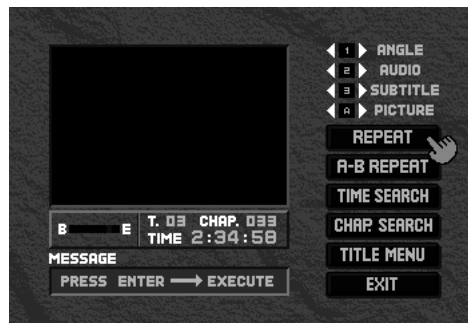 1 ANGLE
2 AUDIO
3 SUBTITLE
A PICTURE
REPEAT
A-B REPEAT
TIME SEARCH
CHAP. SEARCH
TITLE MENU
EXIT
B E
T. 03 CHAP. 033
TIME 2:34:58
MESSAGE
PRESS ENTER → EXECUTE